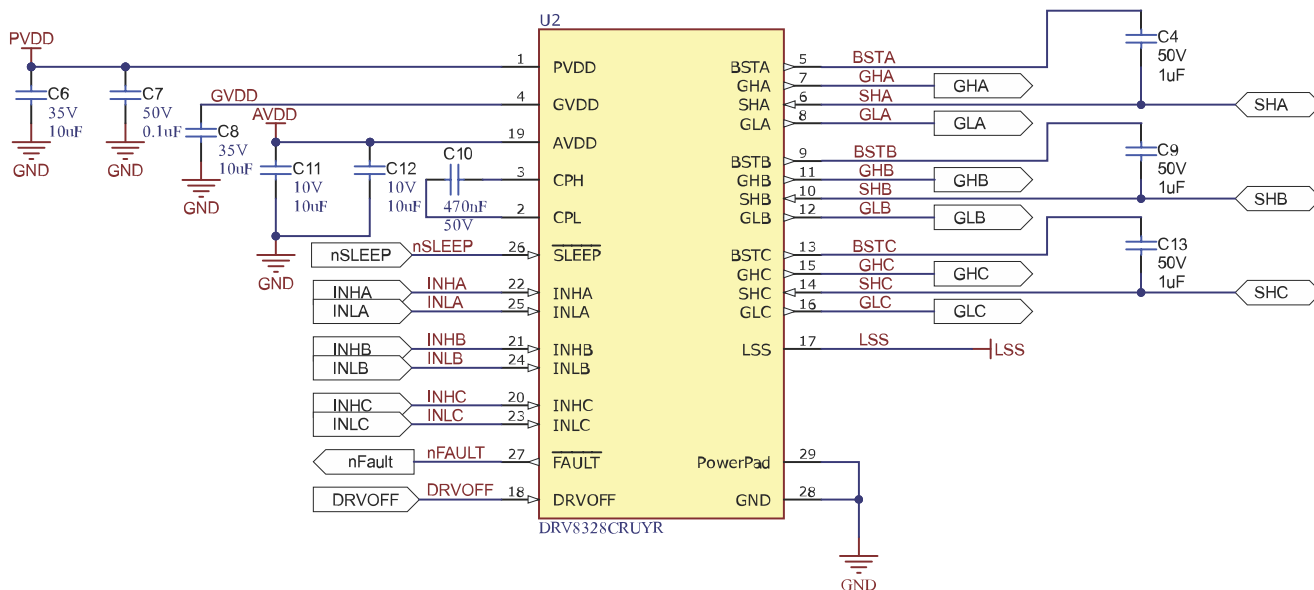 U2
PVDD
C6
35V
10uF
GND
C7
50V
0.1uF
GND
GVDD
C8
35V
10uF
GND
AVDD
C11
10V
10uF
C12
10V
10uF
GND
C10
470nF
50V
1 PVDD
4 GVDD
19 AVDD
3 CPH
2 CPL
nSLEEP nSLEEP 26 SLEEP
INHA INHA 22 INHA
INLA INLA 25 INLA
INHB INHB 21 INHB
INLB INLB 24 INLB
INHC INHC 20 INHC
INLC INLC 23 INLC
nFault nFAULT 27 FAULT
DRVOFF DRVOFF 18 DRVOFF
DRV8328CRUYR
BSTA 5 BSTA
GHA 7 GHA GHA
SHA 6 SHA SHA
GLA 8 GLA GLA
C4
50V
1uF
BSTB 9 BSTB
GHB 11 GHB GHB
SHB 10 SHB SHB
GLB 12 GLB GLB
C9
50V
1uF
BSTC 13 BSTC
GHC 15 GHC GHC
SHC 14 SHC SHC
GLC 16 GLC GLC
C13
50V
1uF
LSS 17 LSS LSS
PowerPad 29
GND 28
GND